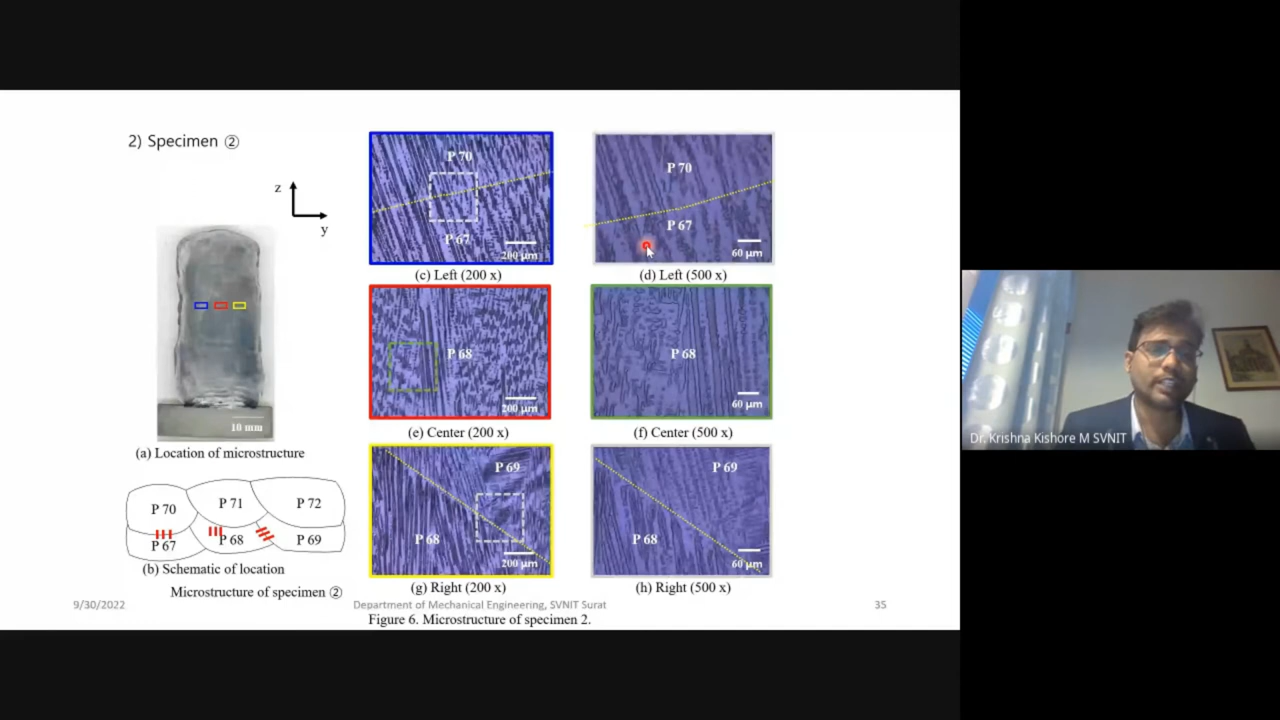 2) Specimen ②
z
y
10 mm
(a) Location of microstructure
P 70
P 71
P 72
P 67
P 68
P 69
(b) Schematic of location
Microstructure of specimen ②
P 70
P 67
200 μm
(c) Left (200 x)
P 70
P 67
60 μm
(d) Left (500 x)
P 68
200 μm
(e) Center (200 x)
P 68
60 μm
(f) Center (500 x)
P 69
P 68
200 μm
(g) Right (200 x)
P 69
P 68
60 μm
(h) Right (500 x)
9/30/2022
Department of Mechanical Engineering, SVNIT Surat
35
Figure 6. Microstructure of specimen 2.
Dr. Krishna Kishore M SVNIT